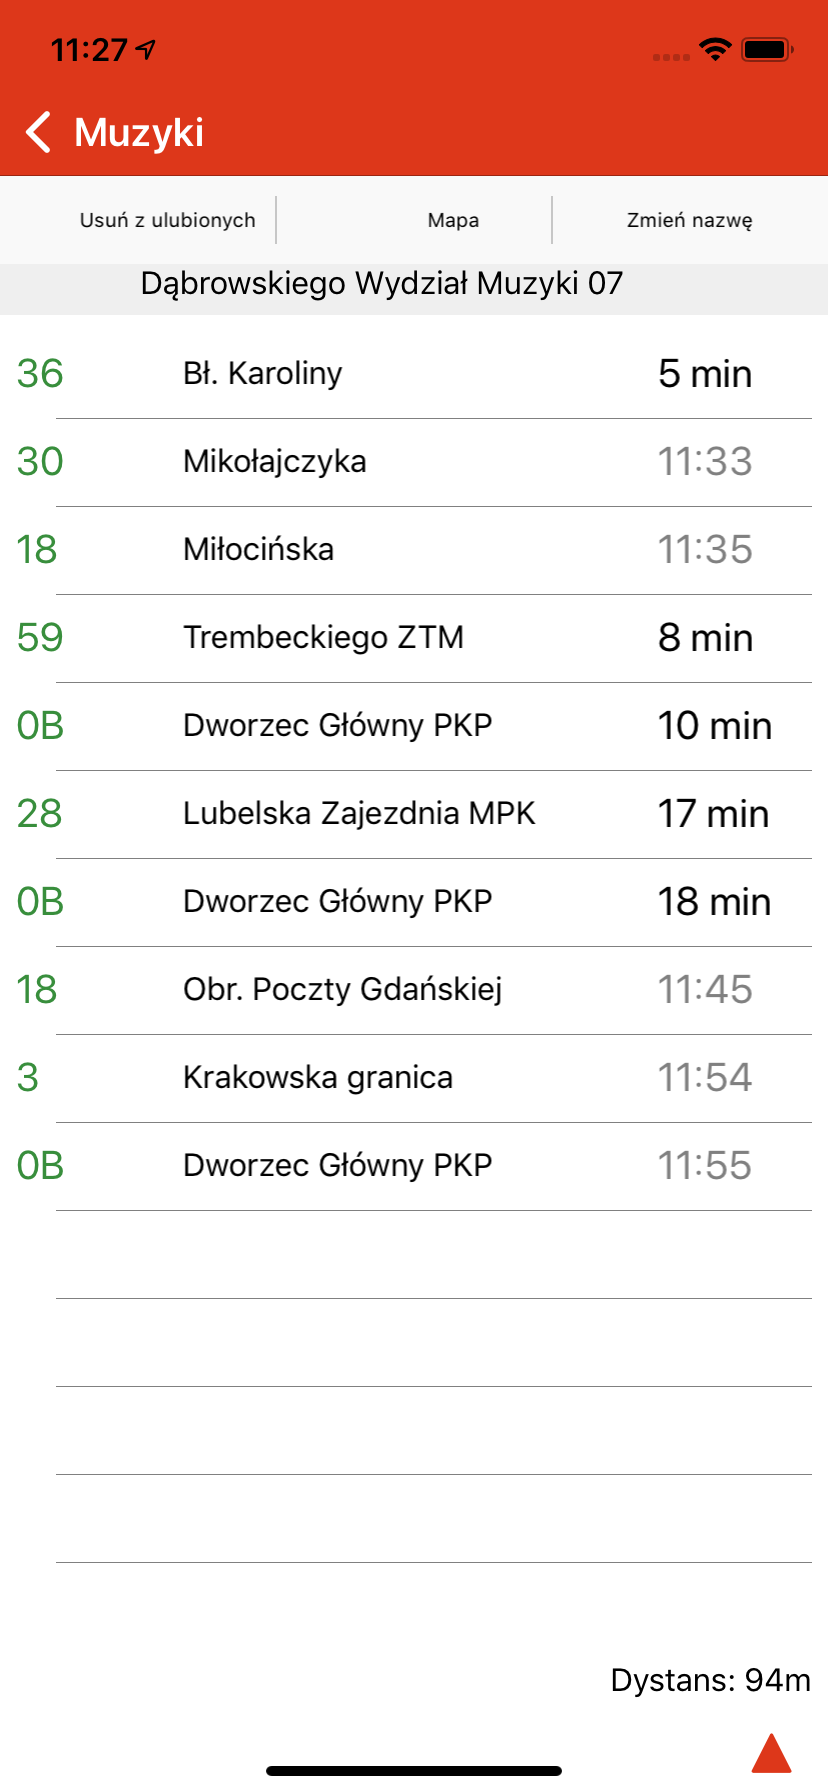 11:27
Muzyki
Usuń z ulubionych Mapa Zmień nazwę
Dąbrowskiego Wydział Muzyki 07
36 Bł. Karoliny 5 min
30 Mikołajczyka 11:33
18 Miłocińska 11:35
59 Trembeckiego ZTM 8 min
0B Dworzec Główny PKP 10 min
28 Lubelska Zajezdnia MPK 17 min
0B Dworzec Główny PKP 18 min
18 Obr. Poczty Gdańskiej 11:45
3 Krakowska granica 11:54
0B Dworzec Główny PKP 11:55
Dystans: 94m